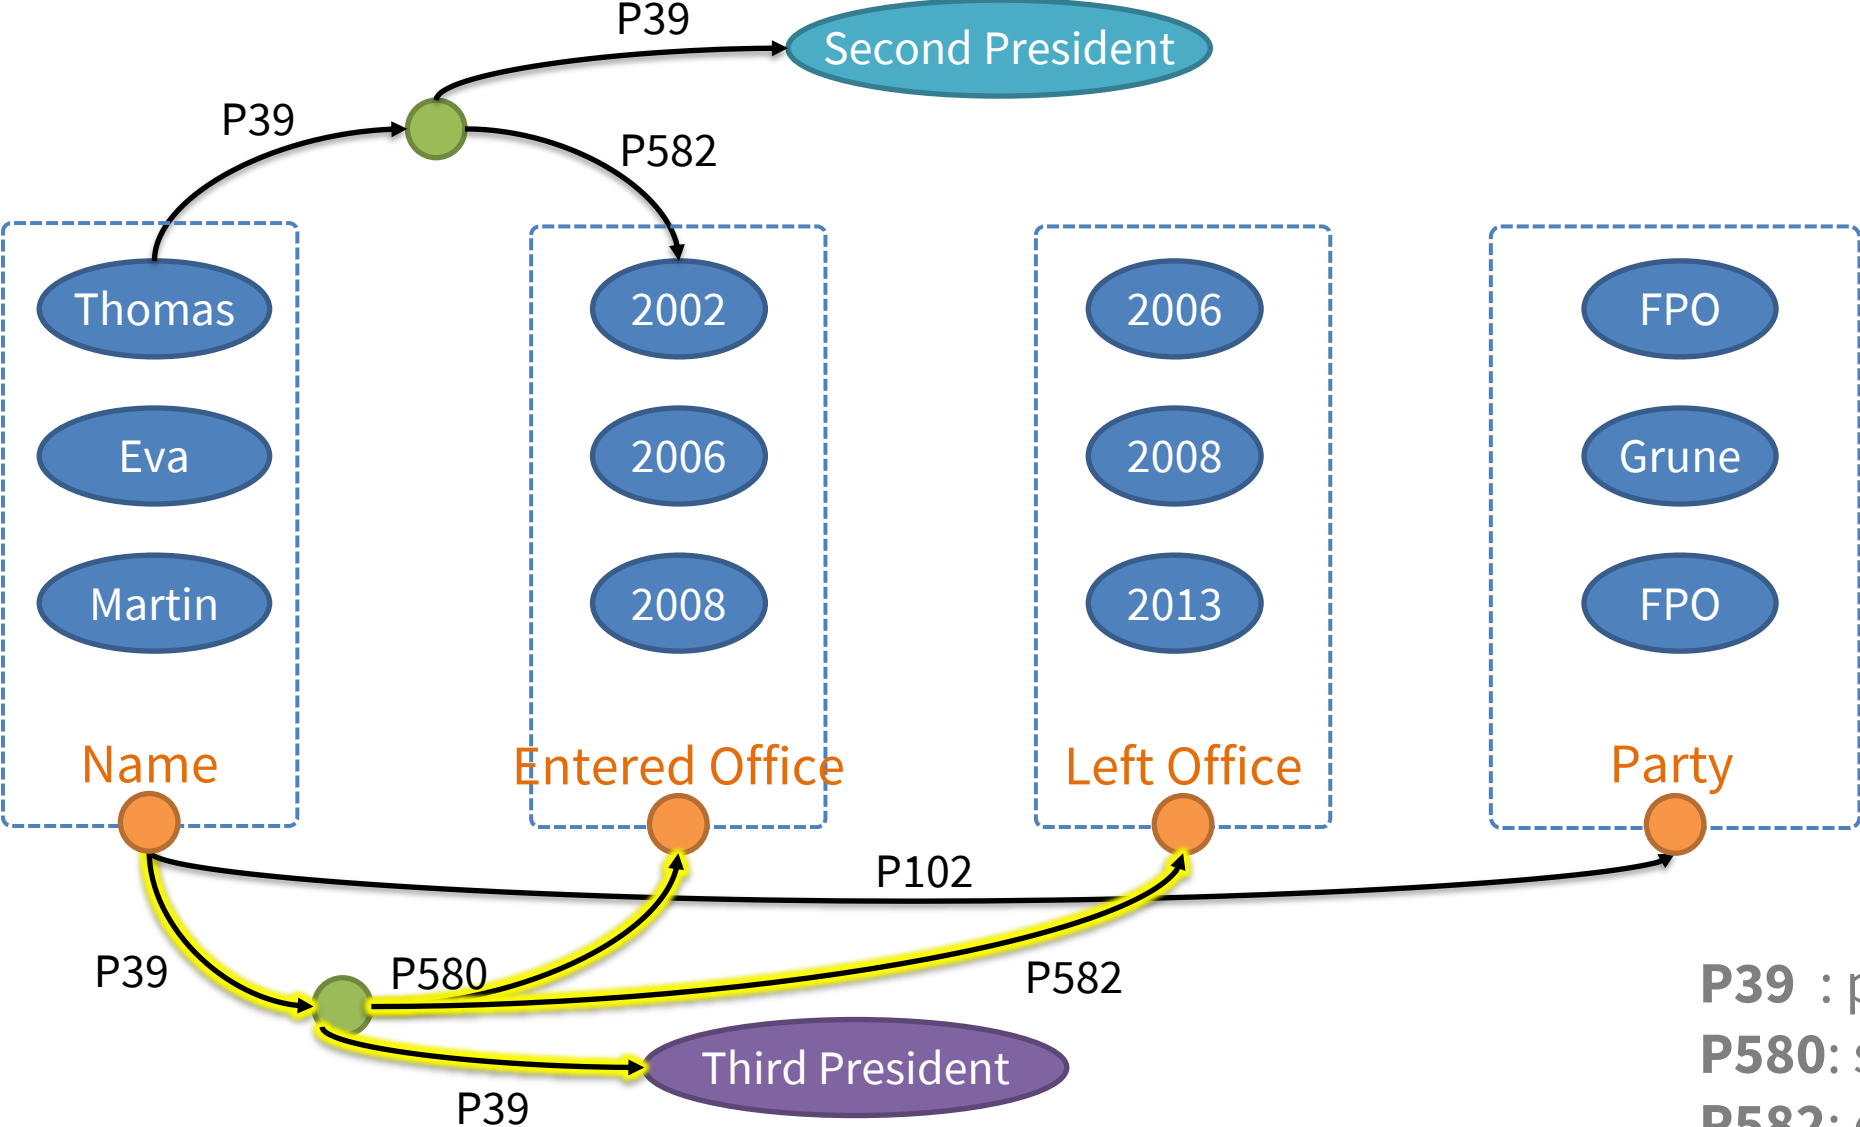 P39
Second President
P39
P582
Thomas 2002 2006 FPO
Eva 2006 2008 Grune
Martin 2008 2013 FPO
Name Entered Office Left Office Party
P102
P39 P580 P582
P39 :
P580:
P582:
Third President
P39